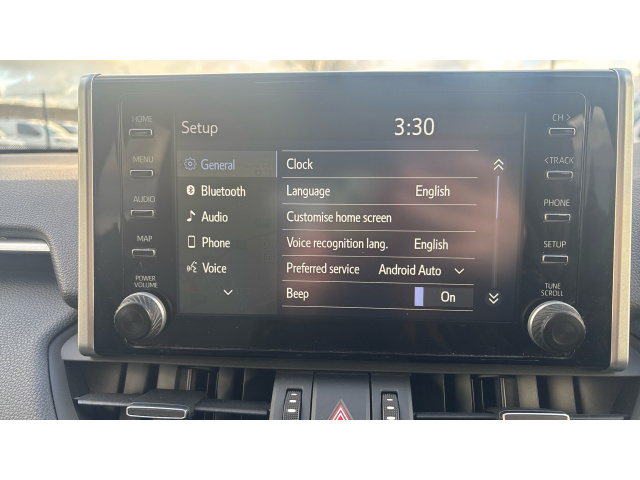 HOME
MENU
AUDIO
MAP
POWER
VOLUME
Setup
3:30
General
Bluetooth
Audio
Phone
Voice
Clock
Language English
Customise home screen
Voice recognition lang. English
Preferred service Android Auto
Beep On
CH >
< TRACK
PHONE
SETUP
TUNE
SCROLL